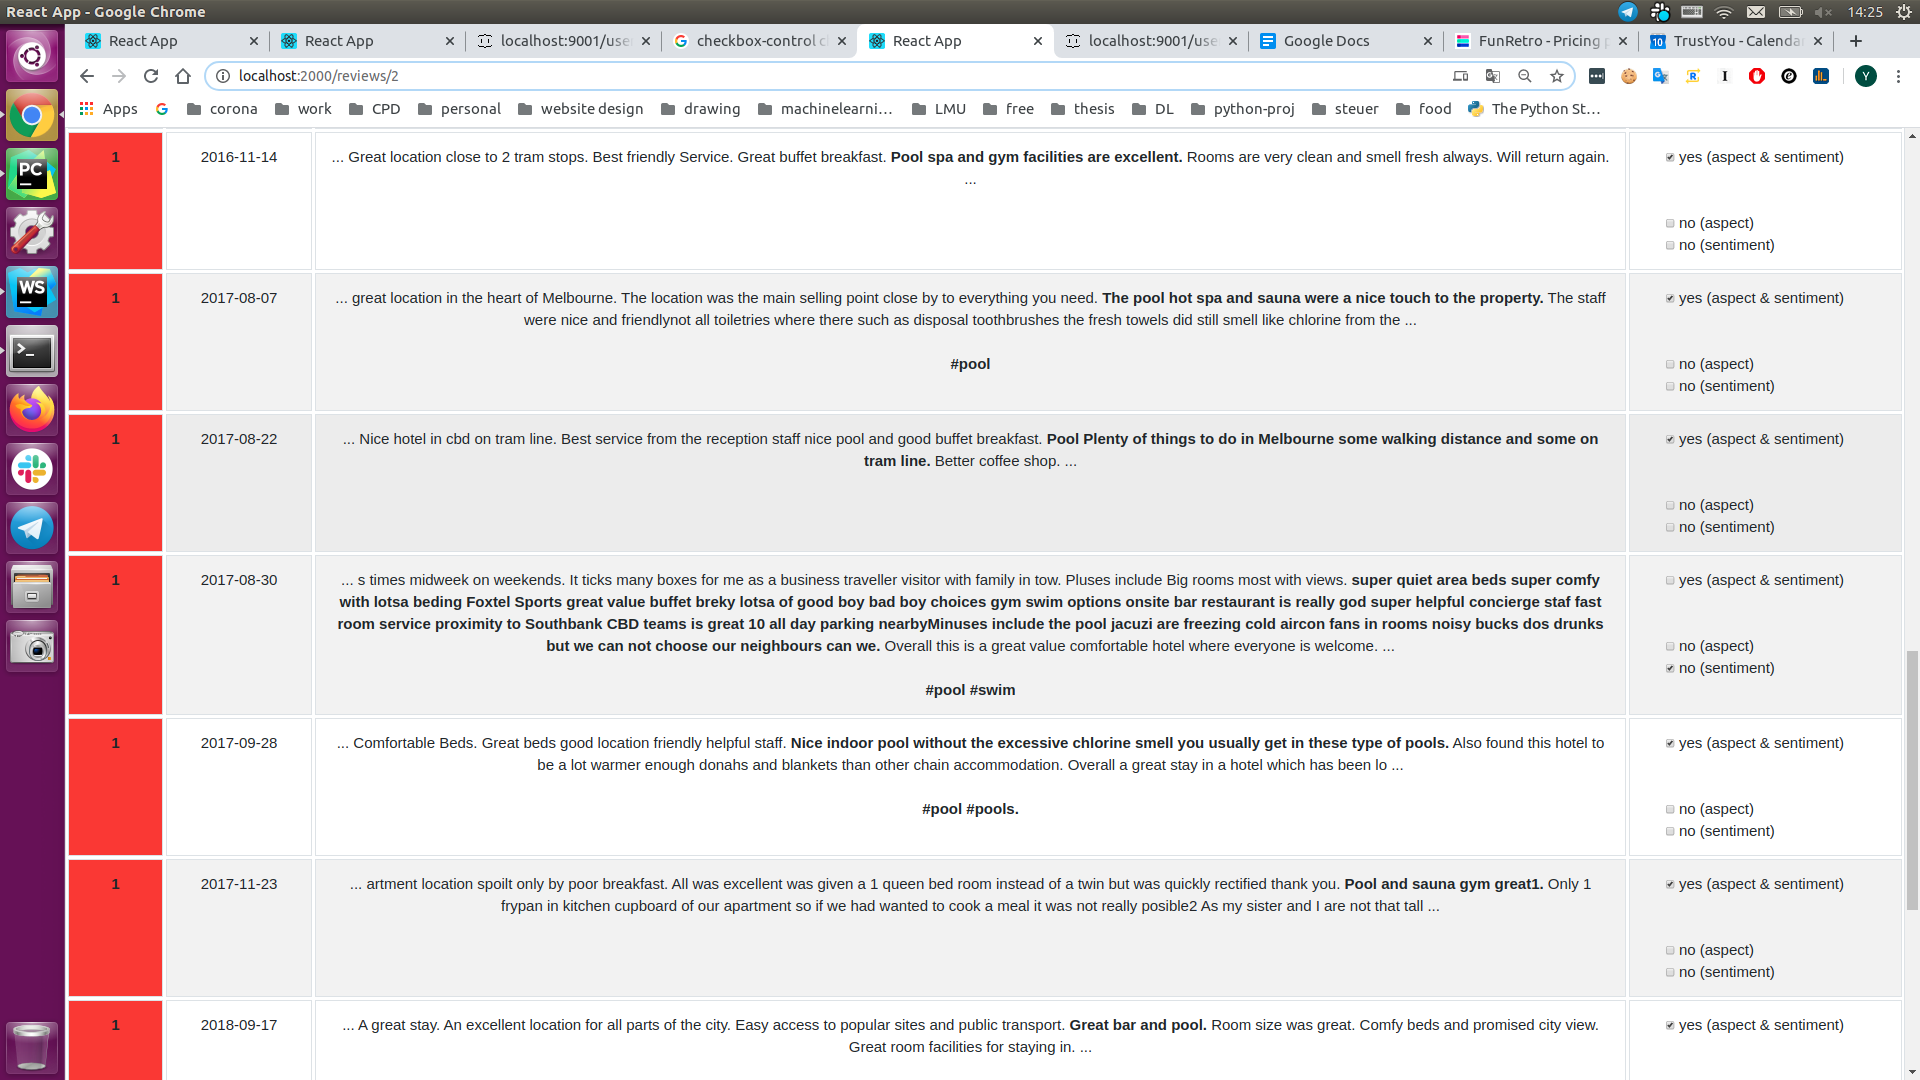 React App - Google Chrome
14:25
React App
React App
localhost:9001/use
checkbox-control c
React App
localhost:9001/use
Google Docs
FunRetro - Pricing p
TrustYou - Calenda
localhost:2000/reviews/2
Y
Apps
corona
work
CPD
personal
website design
drawing
machinelearni...
LMU
free
thesis
DL
python-proj
steuer
food
The Python St...
1
2016-11-14
... Great location close to 2 tram stops. Best friendly Service. Great buffet breakfast. Pool spa and gym facilities are excellent. Rooms are very clean and smell fresh always. Will return again.
...
yes (aspect & sentiment)
no (aspect)
no (sentiment)
1
2017-08-07
... great location in the heart of Melbourne. The location was the main selling point close by to everything you need. The pool hot spa and sauna were a nice touch to the property. The staff
were nice and friendlynot all toiletries where there such as disposal toothbrushes the fresh towels did still smell like chlorine from the ...
#pool
yes (aspect & sentiment)
no (aspect)
no (sentiment)
1
2017-08-22
... Nice hotel in cbd on tram line. Best service from the reception staff nice pool and good buffet breakfast. Pool Plenty of things to do in Melbourne some walking distance and some on
tram line. Better coffee shop. ...
yes (aspect & sentiment)
no (aspect)
no (sentiment)
1
2017-08-30
... s times midweek on weekends. It ticks many boxes for me as a business traveller visitor with family in tow. Pluses include Big rooms most with views. super quiet area beds super comfy
with lotsa beding Foxtel Sports great value buffet breky lotsa of good boy bad boy choices gym swim options onsite bar restaurant is really god super helpful concierge staf fast
room service proximity to Southbank CBD teams is great 10 all day parking nearbyMinuses include the pool jacuzi are freezing cold aircon fans in rooms noisy bucks dos drunks
but we can not choose our neighbours can we. Overall this is a great value comfortable hotel where everyone is welcome. ...
#pool #swim
yes (aspect & sentiment)
no (aspect)
no (sentiment)
1
2017-09-28
... Comfortable Beds. Great beds good location friendly helpful staff. Nice indoor pool without the excessive chlorine smell you usually get in these type of pools. Also found this hotel to
be a lot warmer enough donahs and blankets than other chain accommodation. Overall a great stay in a hotel which has been lo ...
#pool #pools.
yes (aspect & sentiment)
no (aspect)
no (sentiment)
1
2017-11-23
... artment location spoilt only by poor breakfast. All was excellent was given a 1 queen bed room instead of a twin but was quickly rectified thank you. Pool and sauna gym great1. Only 1
frypan in kitchen cupboard of our apartment so if we had wanted to cook a meal it was not really posible2 As my sister and I are not that tall ...
yes (aspect & sentiment)
no (aspect)
no (sentiment)
1
2018-09-17
... A great stay. An excellent location for all parts of the city. Easy access to popular sites and public transport. Great bar and pool. Room size was great. Comfy beds and promised city view.
Great room facilities for staying in. ...
yes (aspect & sentiment)
PC
WS